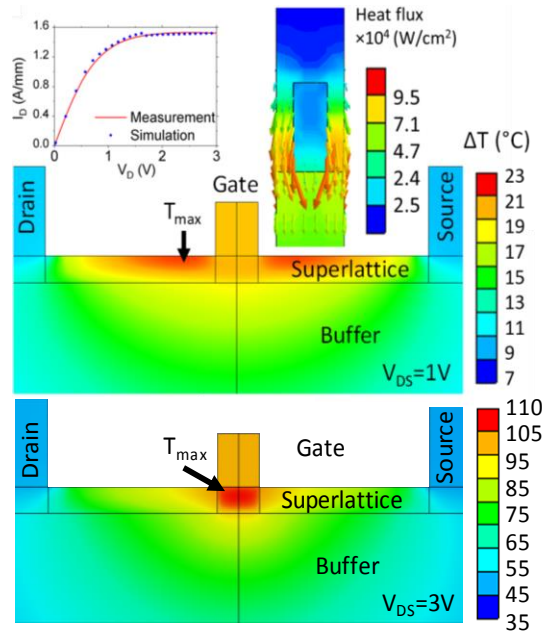 1.6
1.2
0.8
0.4
0.0
I_D (A/mm)
Measurement
Simulation
0 1 2 3
V_D (V)
Heat flux
×10⁴ (W/cm²)
9.5
7.1
4.7
2.4
2.5
ΔT (°C)
23
21
19
17
15
13
11
9
7
Drain
T_max
Gate
Source
Superlattice
Buffer
V_DS=1V
Drain
T_max
Gate
Source
Superlattice
Buffer
V_DS=3V
110
105
95
85
75
65
55
45
35